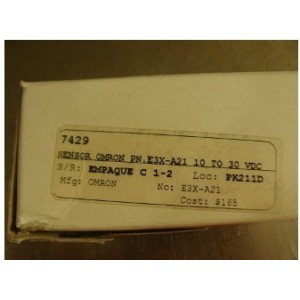 7429
SENSOR OMRON PN.E3X-A21 10 TO 30 VDC
S/R: EMPAQUE C 1-2 Loc: PK211D
Mfg: OMRON No: E3X-A21
Cost: $165